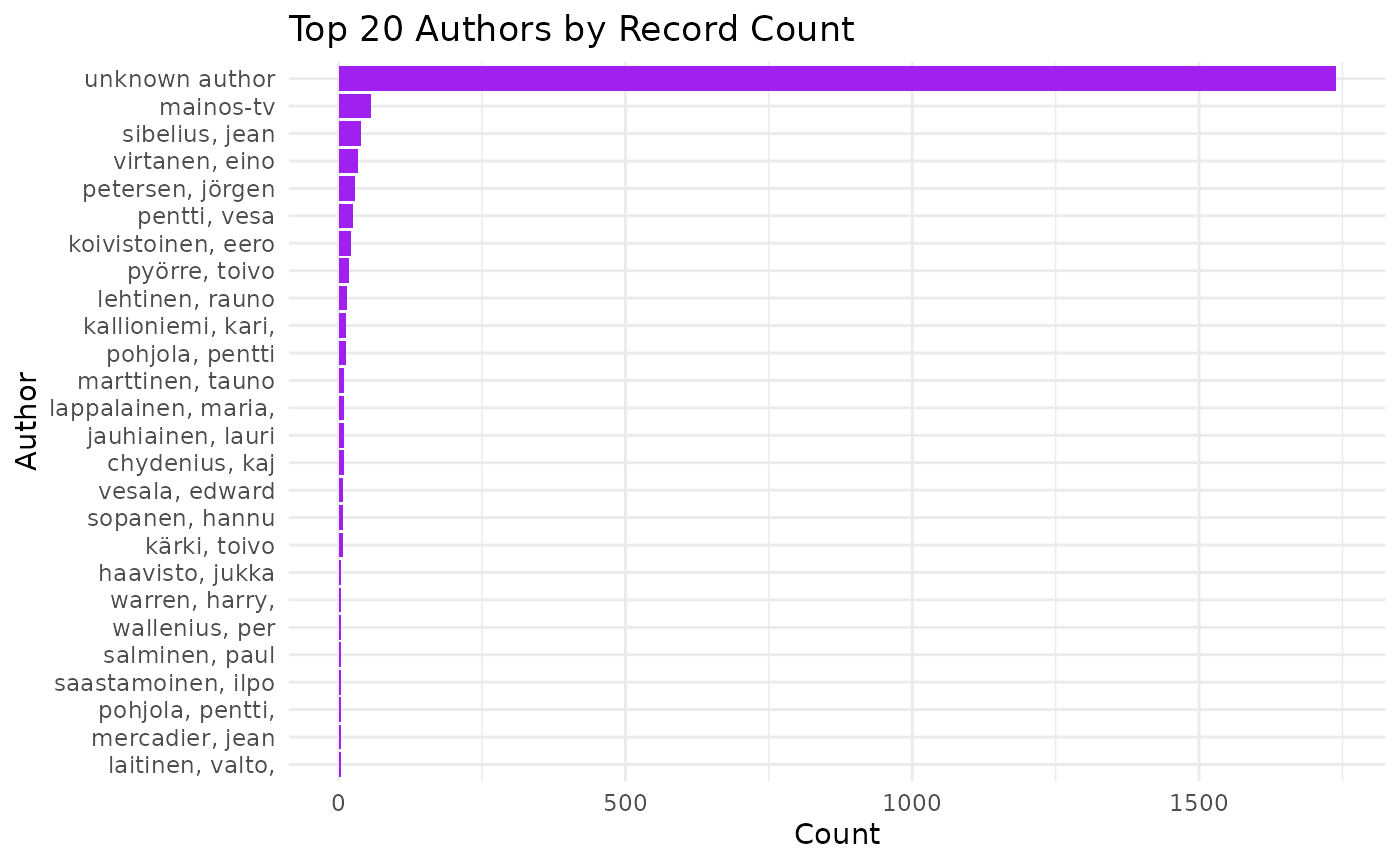 Top 20 Authors by Record Count
unknown author
mainos-tv
sibelius, jean
virtanen, eino
petersen, jörgen
pentti, vesa
koivistoinen, eero
pyörre, toivo
lehtinen, rauno
kallioniemi, kari,
pohjola, pentti
marttinen, tauno
lappalainen, maria,
jauhiainen, lauri
chydenius, kaj
vesala, edward
sopanen, hannu
kärki, toivo
haavisto, jukka
warren, harry,
wallenius, per
salminen, paul
saastamoinen, ilpo
pohjola, pentti,
mercadier, jean
laitinen, valto,
Author
0 500 1000 1500
Count